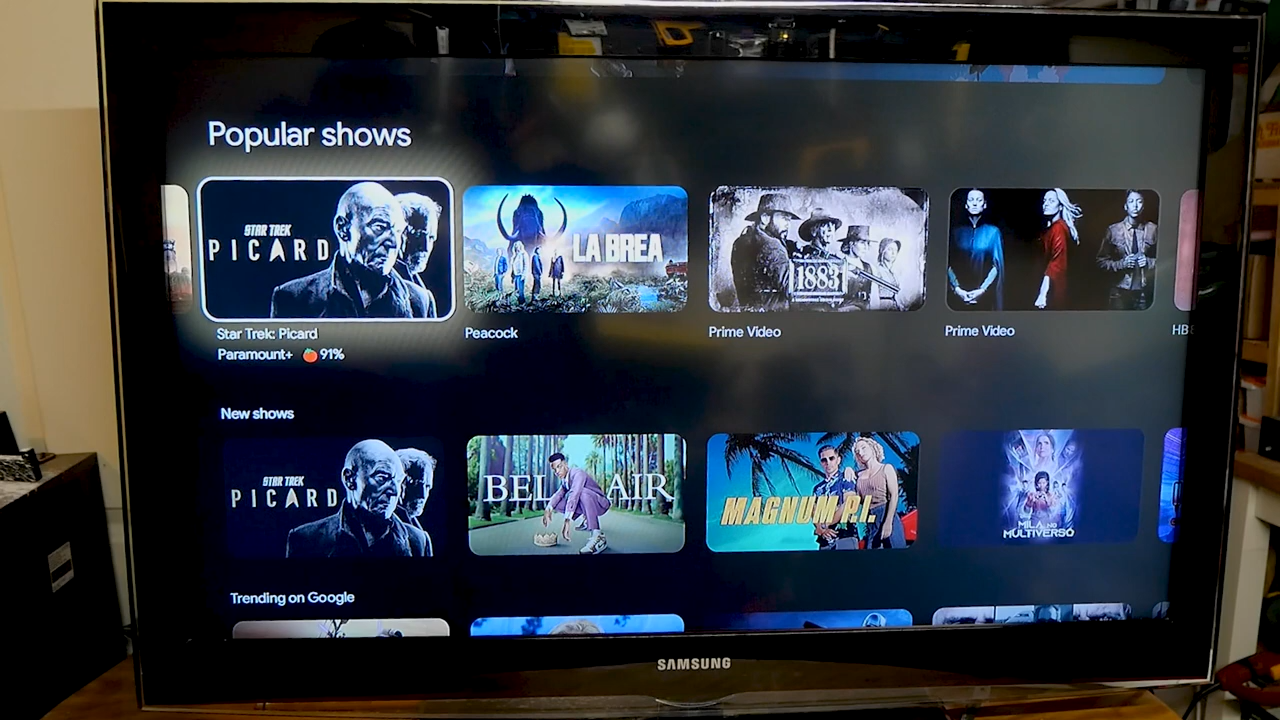 Popular shows
STAR TREK
PICARD
LA BREA
1883
Star Trek: Picard
Peacock
Prime Video
Prime Video
Paramount+ 91%
New shows
STAR TREK
PICARD
BEL AIR
MAGNUM P.I.
MILA NO
MULTIVERSO
Trending on Google
SAMSUNG